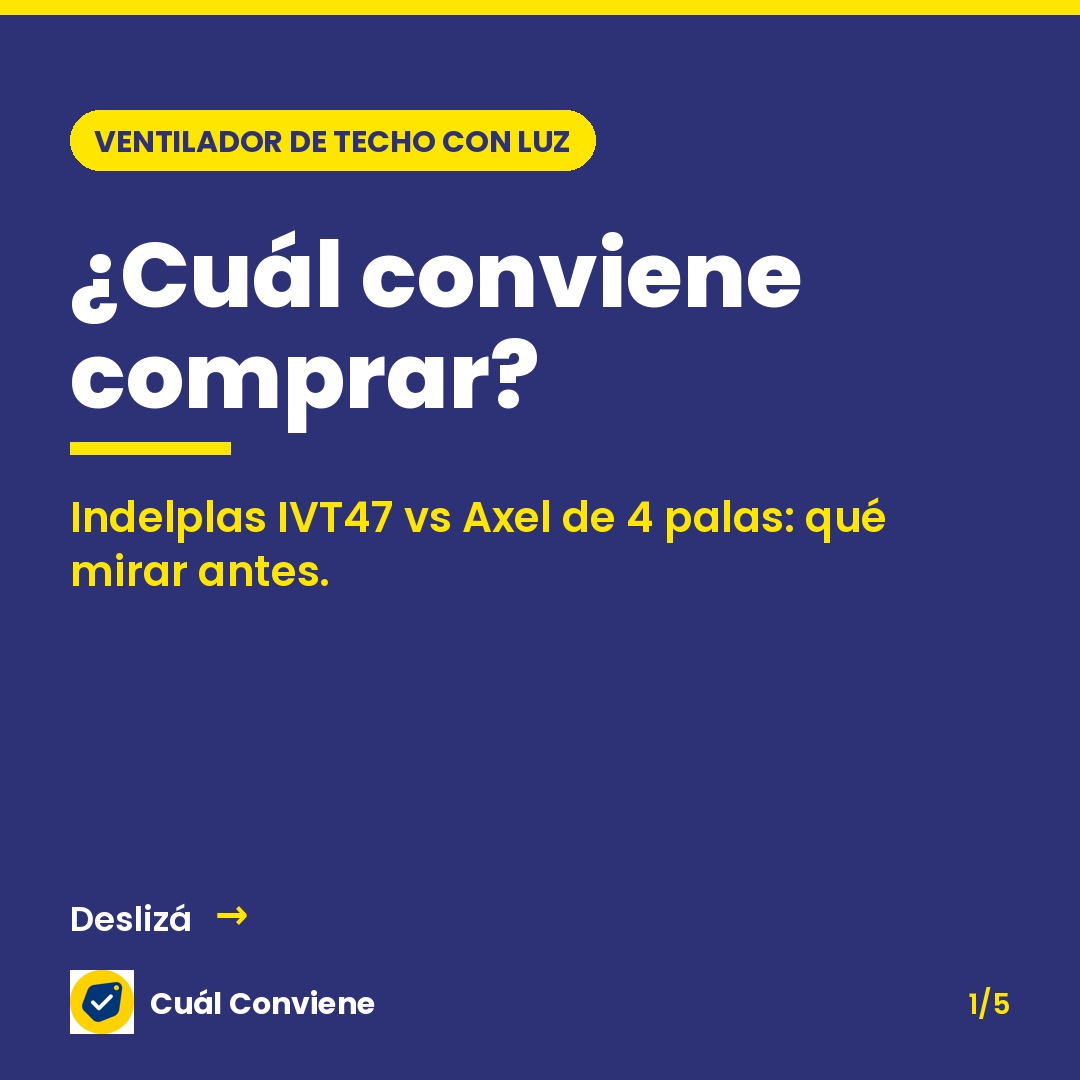 VENTILADOR DE TECHO CON LUZ
¿Cuál conviene
comprar?
Indelplas IVT47 vs Axel de 4 palas: qué
mirar antes.
Deslizá →
Cuál Conviene
1/5